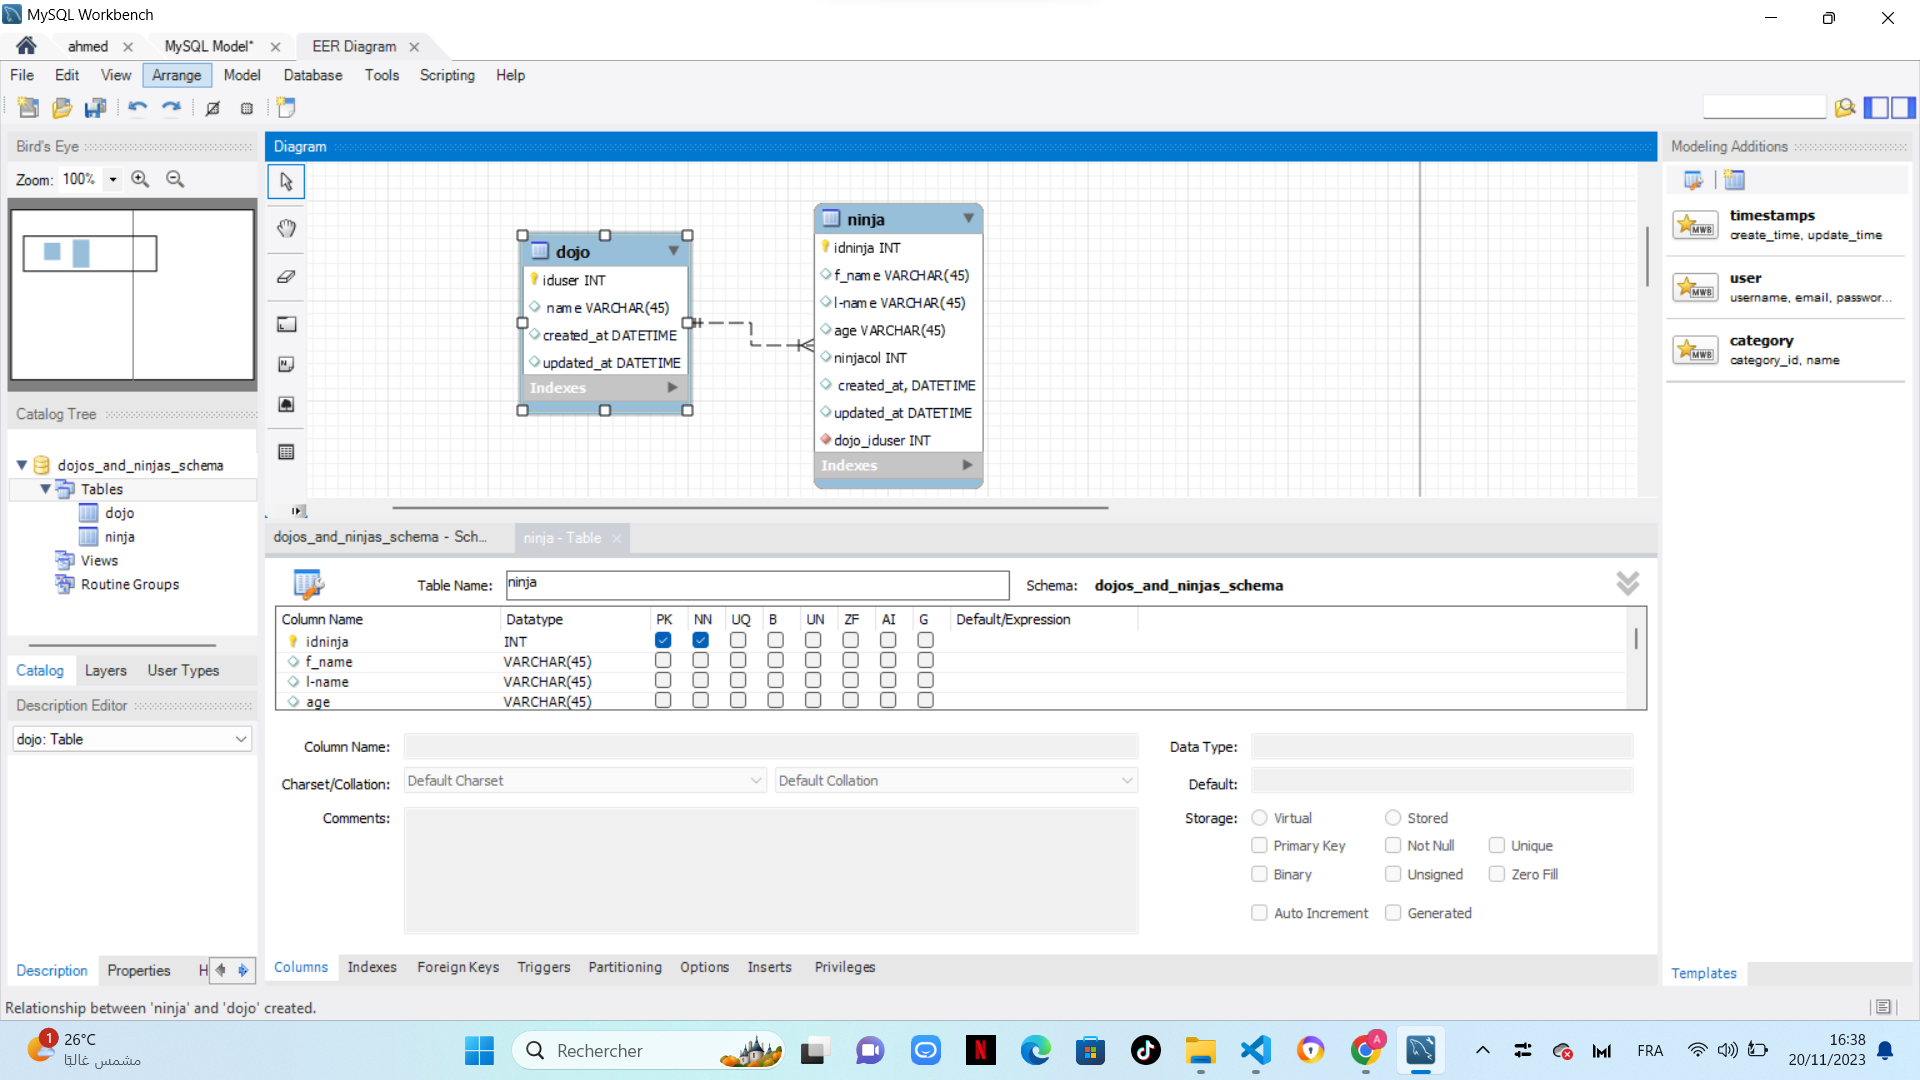 MySQL Workbench
ahmed
MySQL Model*
EER Diagram
File Edit View Arrange Model Database Tools Scripting Help
Bird's Eye
Zoom: 100%
Diagram
dojo
iduser INT
name VARCHAR(45)
created_at DATETIME
updated_at DATETIME
Indexes
ninja
idninja INT
f_name VARCHAR(45)
l-name VARCHAR(45)
age VARCHAR(45)
ninjacol INT
created_at, DATETIME
updated_at DATETIME
dojo_iduser INT
Indexes
Modeling Additions
MWB
timestamps
create_time, update_time
MWB
user
username, email, passwor...
MWB
category
category_id, name
Templates
Catalog Tree
dojos_and_ninjas_schema
Tables
dojo
ninja
Views
Routine Groups
Catalog Layers User Types
Description Editor
dojo: Table
Description Properties H
dojos_and_ninjas_schema - Sch...
ninja - Table
Table Name: ninja Schema: dojos_and_ninjas_schema
Column Name Datatype PK NN UQ B UN ZF AI G Default/Expression
idninja INT
f_name VARCHAR(45)
l-name VARCHAR(45)
age VARCHAR(45)
Column Name: Data Type:
Charset/Collation: Default Charset Default Collation Default:
Comments: Storage: Virtual Stored
Primary Key Not Null Unique
Binary Unsigned Zero Fill
Auto Increment Generated
Columns Indexes Foreign Keys Triggers Partitioning Options Inserts Privileges
Relationship between 'ninja' and 'dojo' created.
1
26°C
مشمس غالبًا
Rechercher
N
A
FRA
16:38
20/11/2023